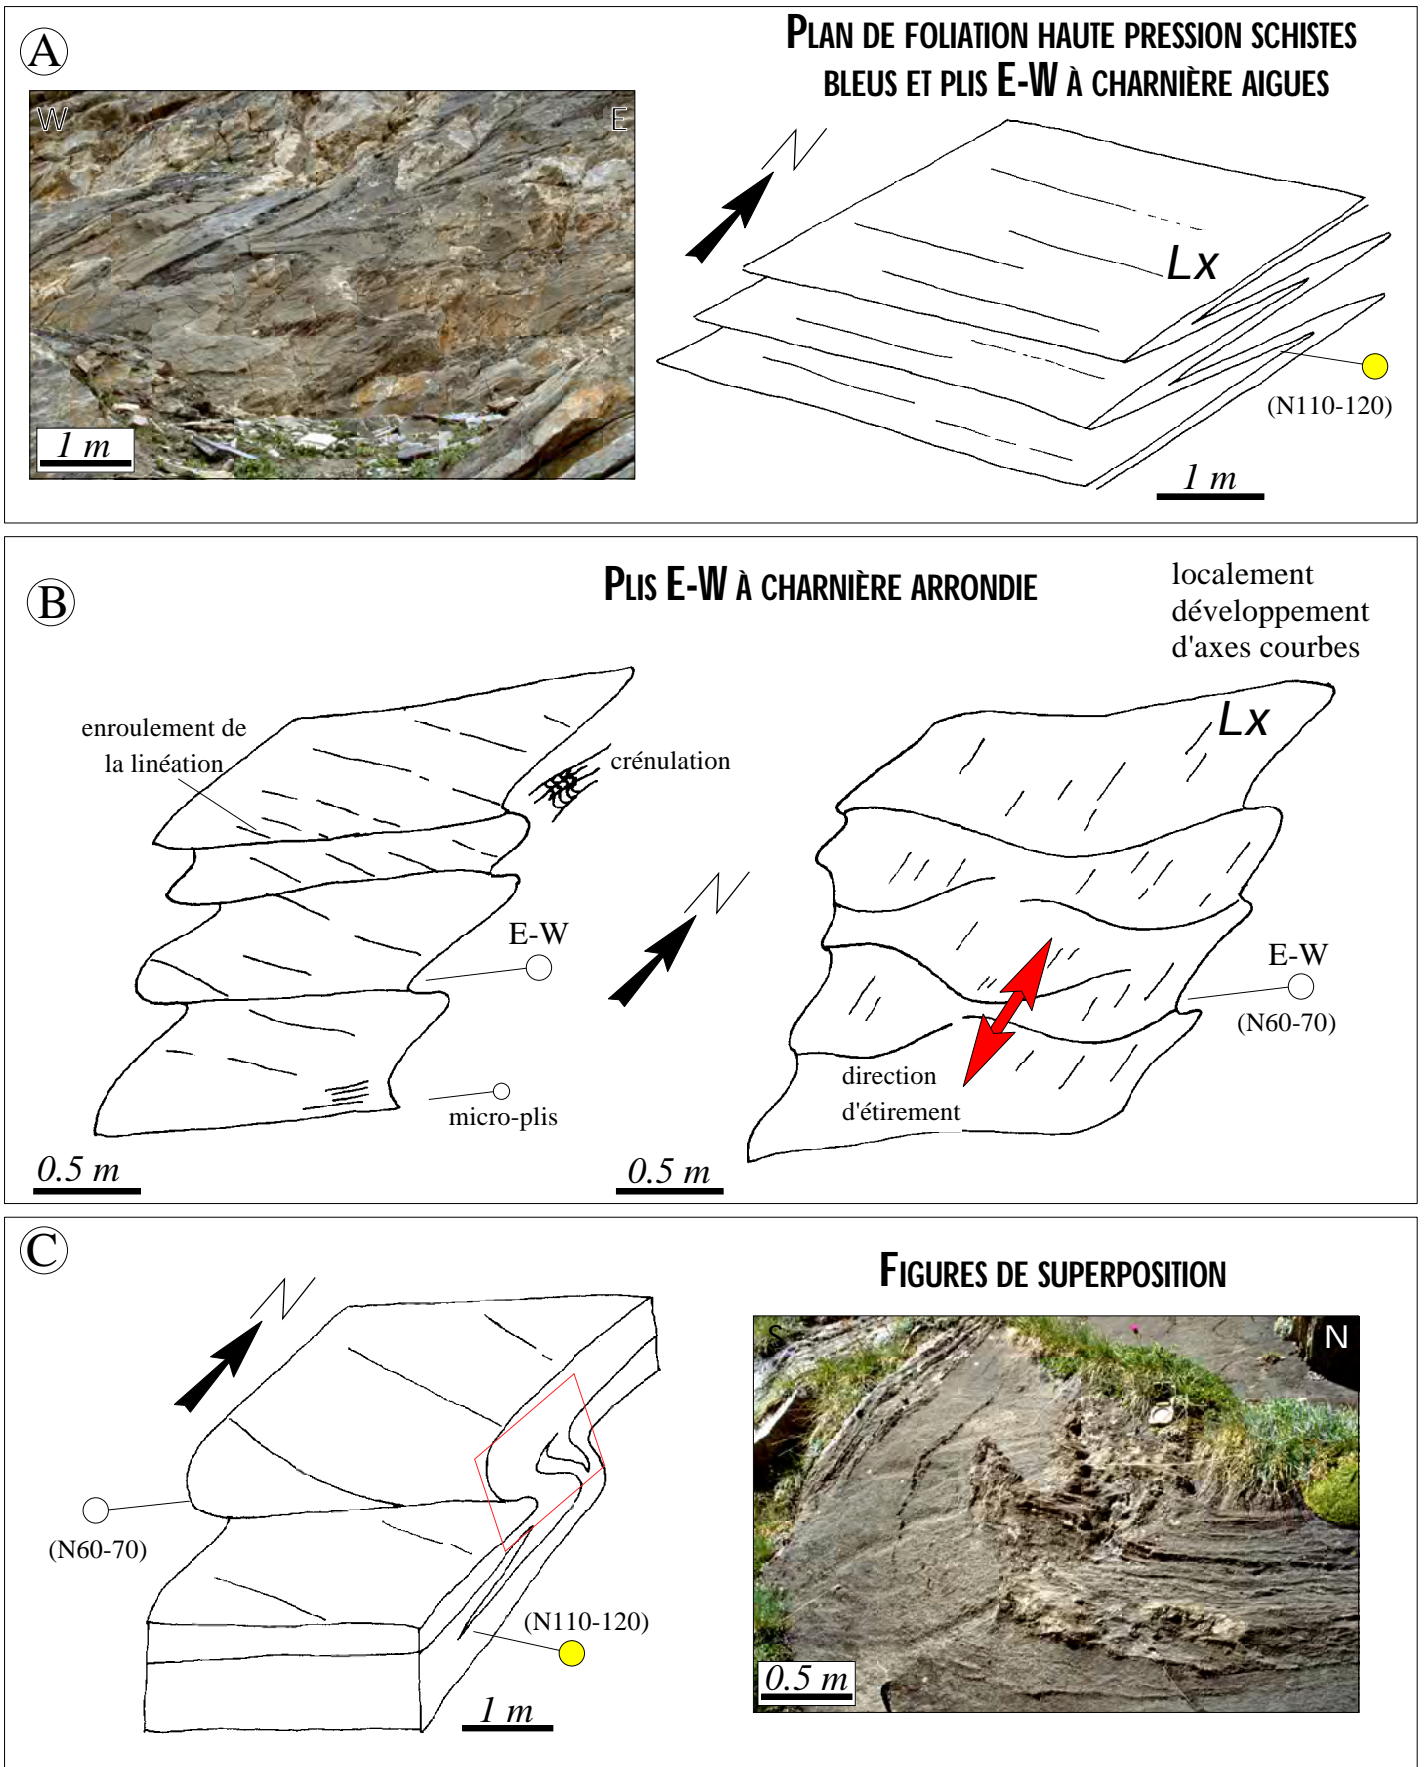 A
PLAN DE FOLIATION HAUTE PRESSION SCHISTES
BLEUS ET PLIS E-W À CHARNIÈRE AIGUES
W
E
N
Lx
(N110-120)
1 m
1 m
B
PLIS E-W À CHARNIÈRE ARRONDIE
localement
développement
d'axes courbes
enroulement de
la linéation
crénulation
Lx
N
E-W
E-W
(N60-70)
micro-plis
direction
d'étirement
0.5 m
0.5 m
C
FIGURES DE SUPERPOSITION
N
S
N
(N60-70)
(N110-120)
1 m
0.5 m